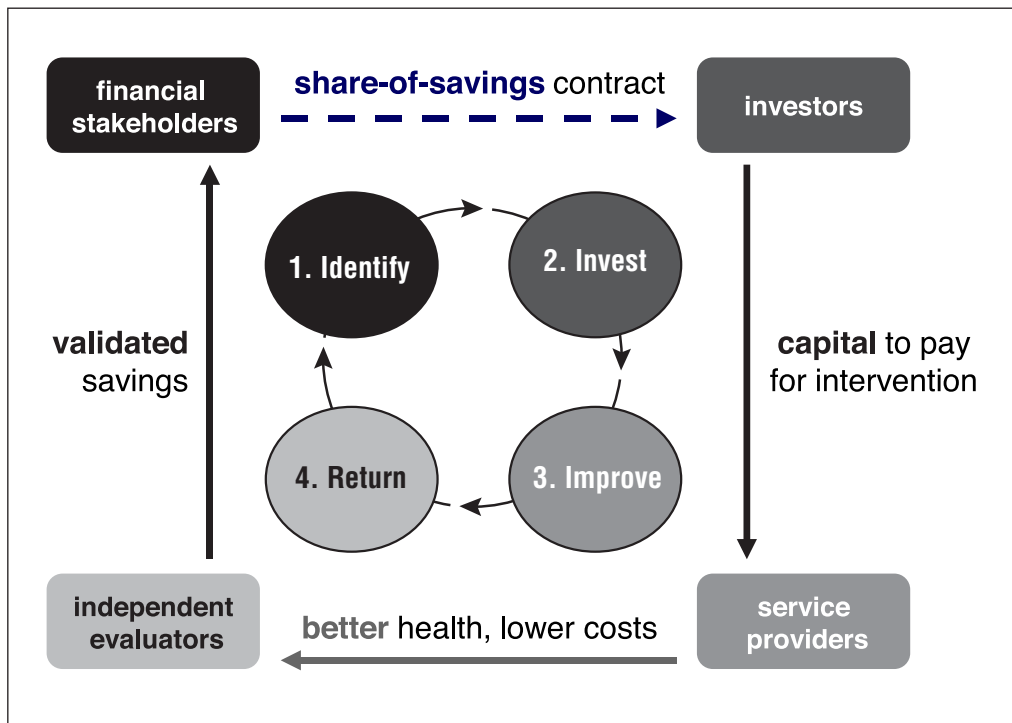 financial
stakeholders
share-of-savings contract
investors
1. Identify
2. Invest
validated
savings
capital to pay
for intervention
4. Return
3. Improve
independent
evaluators
better health, lower costs
service
providers